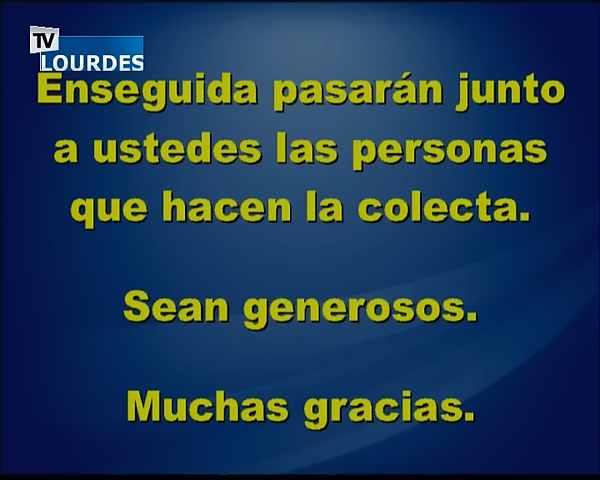 TV
LOURDES
Enseguida pasarán junto
a ustedes las personas
que hacen la colecta.
Sean generosos.
Muchas gracias.